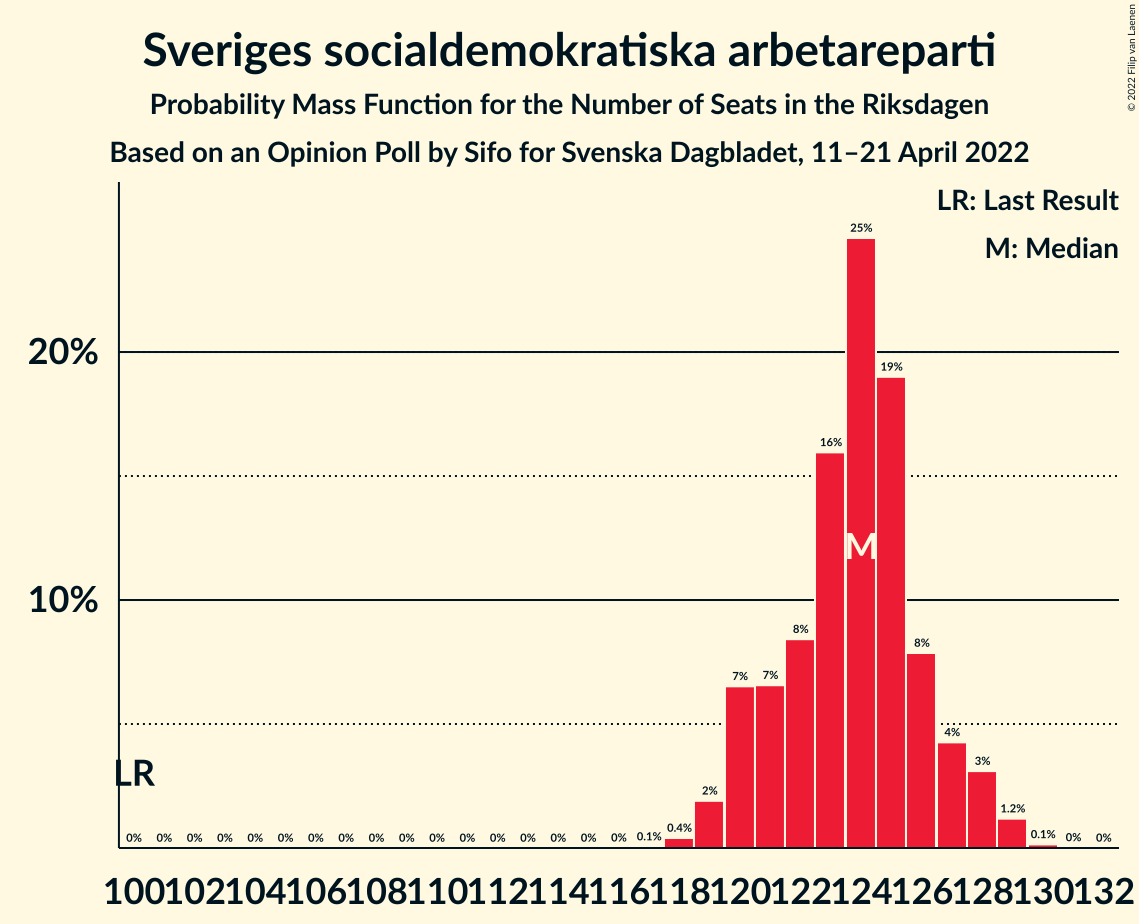 Sveriges socialdemokratiska arbetareparti
Probability Mass Function for the Number of Seats in the Riksdagen
Based on an Opinion Poll by Sifo for Svenska Dagbladet, 11–21 April 2022
© 2022 Filip van Laenen
LR: Last Result
M: Median
25%
20%
19%
16%
M
10%
8%
8%
7%
7%
4%
3%
LR
2%
1.2%
0% 0% 0% 0% 0% 0% 0% 0% 0% 0% 0% 0% 0% 0% 0% 0% 0% 0.1% 0.4% 0.1% 0% 0%
100 102 104 106 108 110 112 114 116 118 120 122 124 126 128 130 132